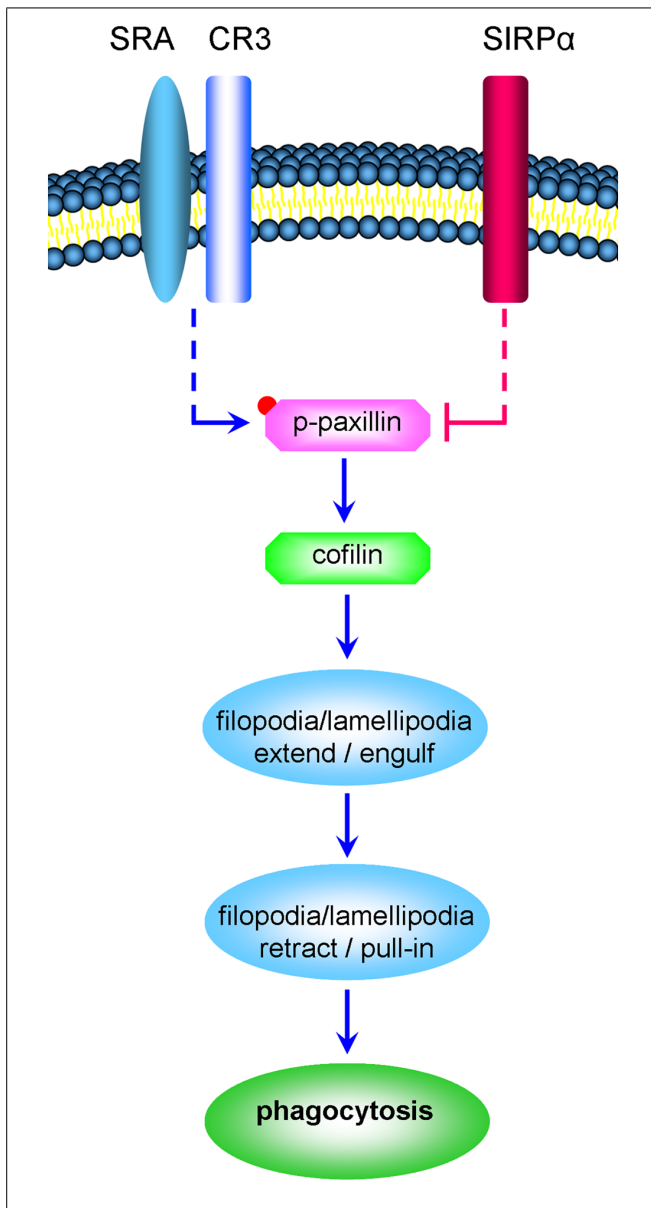 SRA CR3 SIRPα
p-paxillin
cofilin
filopodia/lamellipodia
extend / engulf
filopodia/lamellipodia
retract / pull-in
phagocytosis